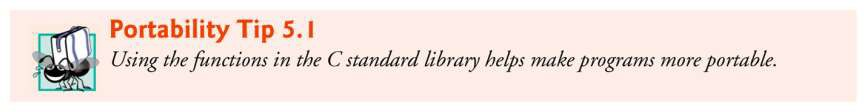 Portability Tip 5.1
Using the functions in the C standard library helps make programs more portable.